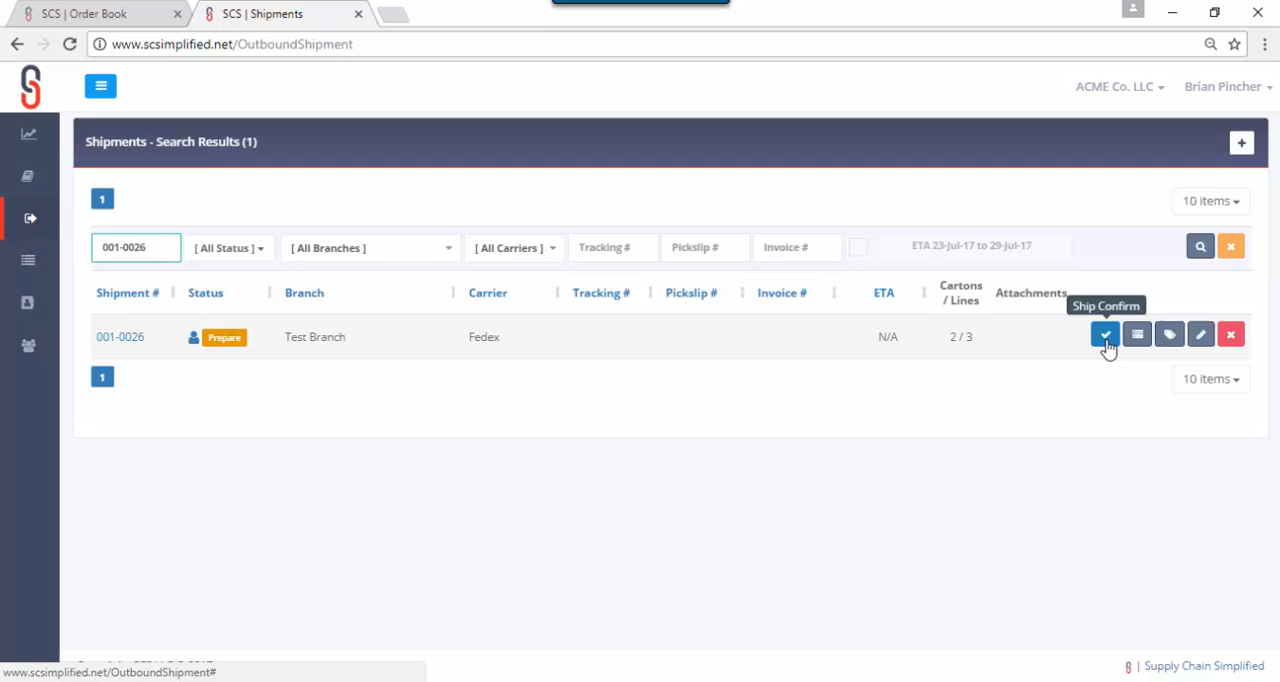 SCS | Order Book
SCS | Shipments
www.scsimplified.net/OutboundShipment
ACME Co. LLC
Brian Pincher
Shipments - Search Results (1)
1
10 items
001-0026
[ All Status ]
[ All Branches ]
[ All Carriers ]
Tracking #
Pickslip #
Invoice #
ETA 23-Jul-17 to 29-Jul-17
Shipment #
Status
Branch
Carrier
Tracking #
Pickslip #
Invoice #
ETA
Cartons
/ Lines
Attachments
Ship Confirm
001-0026
Prepare
Test Branch
Fedex
N/A
2 / 3
1
10 items
www.scsimplified.net/OutboundShipment#
| Supply Chain Simplified